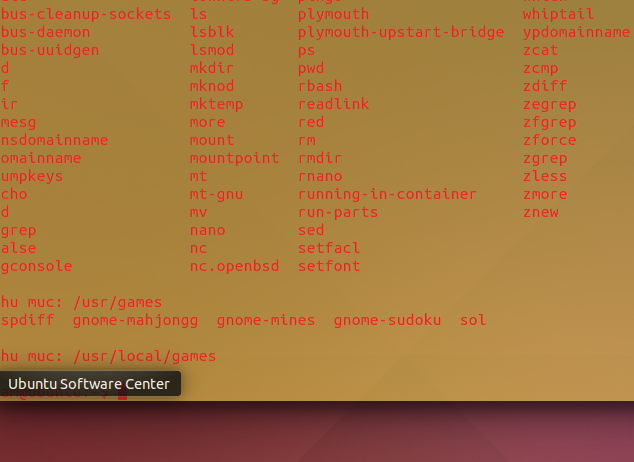 bus-cleanup-sockets ls plymouth whiptail
bus-daemon lsblk plymouth-upstart-bridge ypdomainname
bus-uuidgen lsmod ps zcat
d mkdir pwd zcmp
f mknod rbash zdiff
ir mktemp readlink zegrep
mesg more red zfgrep
nsdomainname mount rm zforce
omainname mountpoint rmdir zgrep
umpkeys mt rnano zless
cho mt-gnu running-in-container zmore
d mv run-parts znew
grep nano sed
alse nc setfacl
gconsole nc.openbsd setfont
hu muc: /usr/games
spdiff gnome-mahjongg gnome-mines gnome-sudoku sol
hu muc: /usr/local/games
Ubuntu Software Center